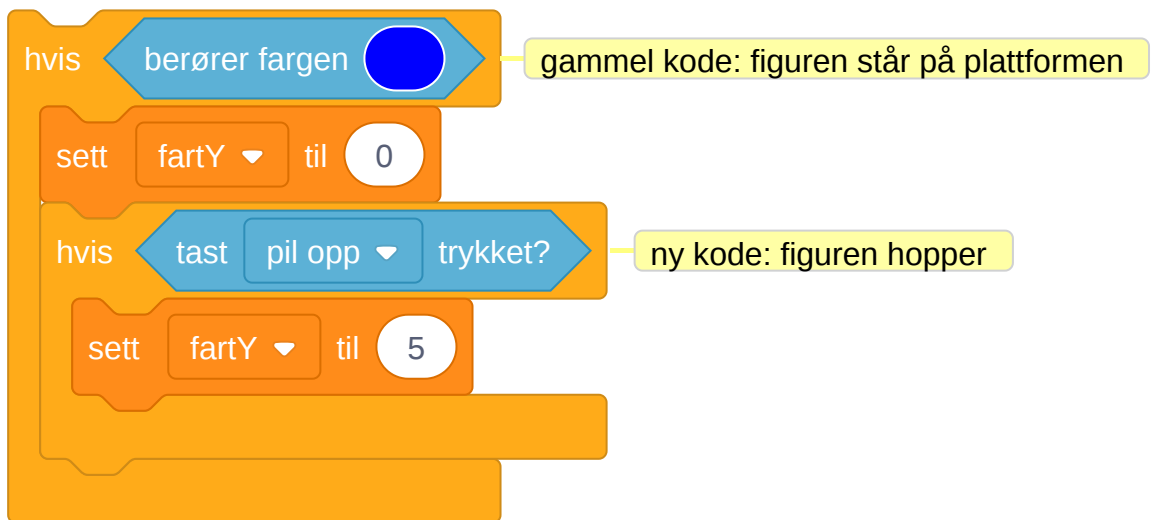 hvis berører fargen gammel kode: figuren står på plattformen
sett fartY til 0
hvis tast pil opp trykket? ny kode: figuren hopper
sett fartY til 5